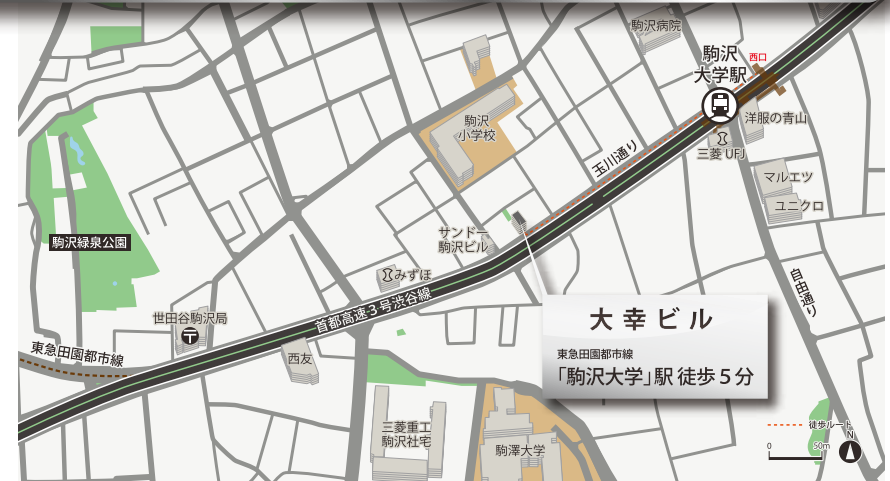 駒沢病院
駒沢
大学駅
西口
洋服の青山
三菱UFJ
駒沢
小学校
玉川通り
マルエツ
ユニクロ
サンドー
駒沢ビル
駒沢緑泉公園
みずほ
自由通り
世田谷駒沢局
首都高速3号渋谷線
大幸ビル
東急田園都市線
「駒沢大学」駅 徒歩5分
東急田園都市線
西友
三菱重工
駒沢社宅
駒澤大学
徒歩ルート
N
0 50m